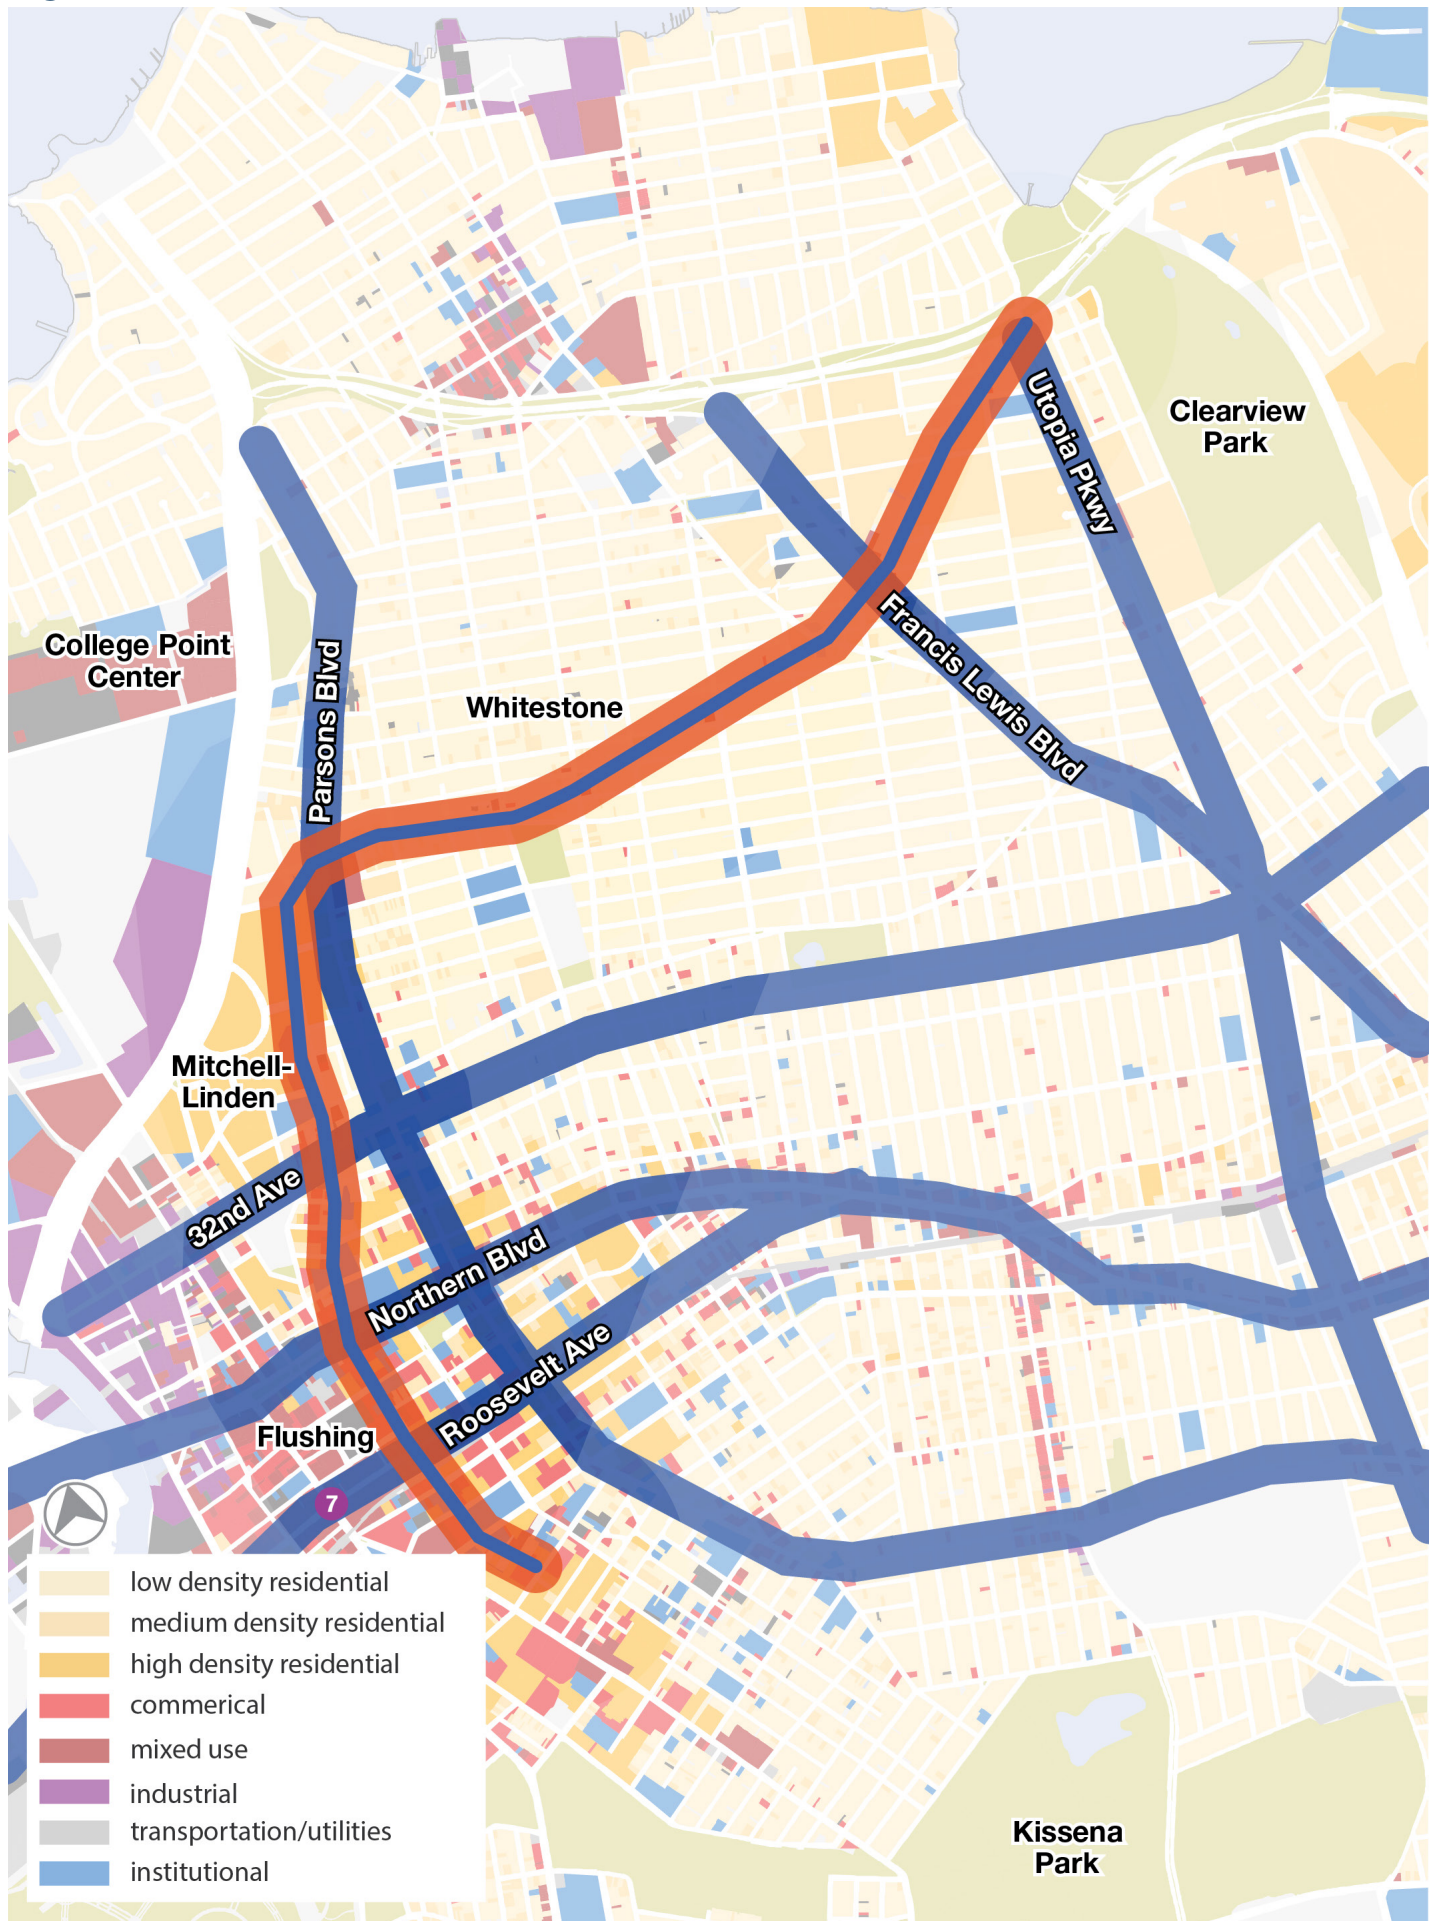 Utopia Pkwy
Clearview
Park
Francis Lewis Blvd
College Point
Center
Parsons Blvd
Whitestone
Mitchell-
Linden
32nd Ave
Northern Blvd
Roosevelt Ave
Flushing
7
low density residential
medium density residential
high density residential
commerical
mixed use
industrial
transportation/utilities
institutional
Kissena
Park